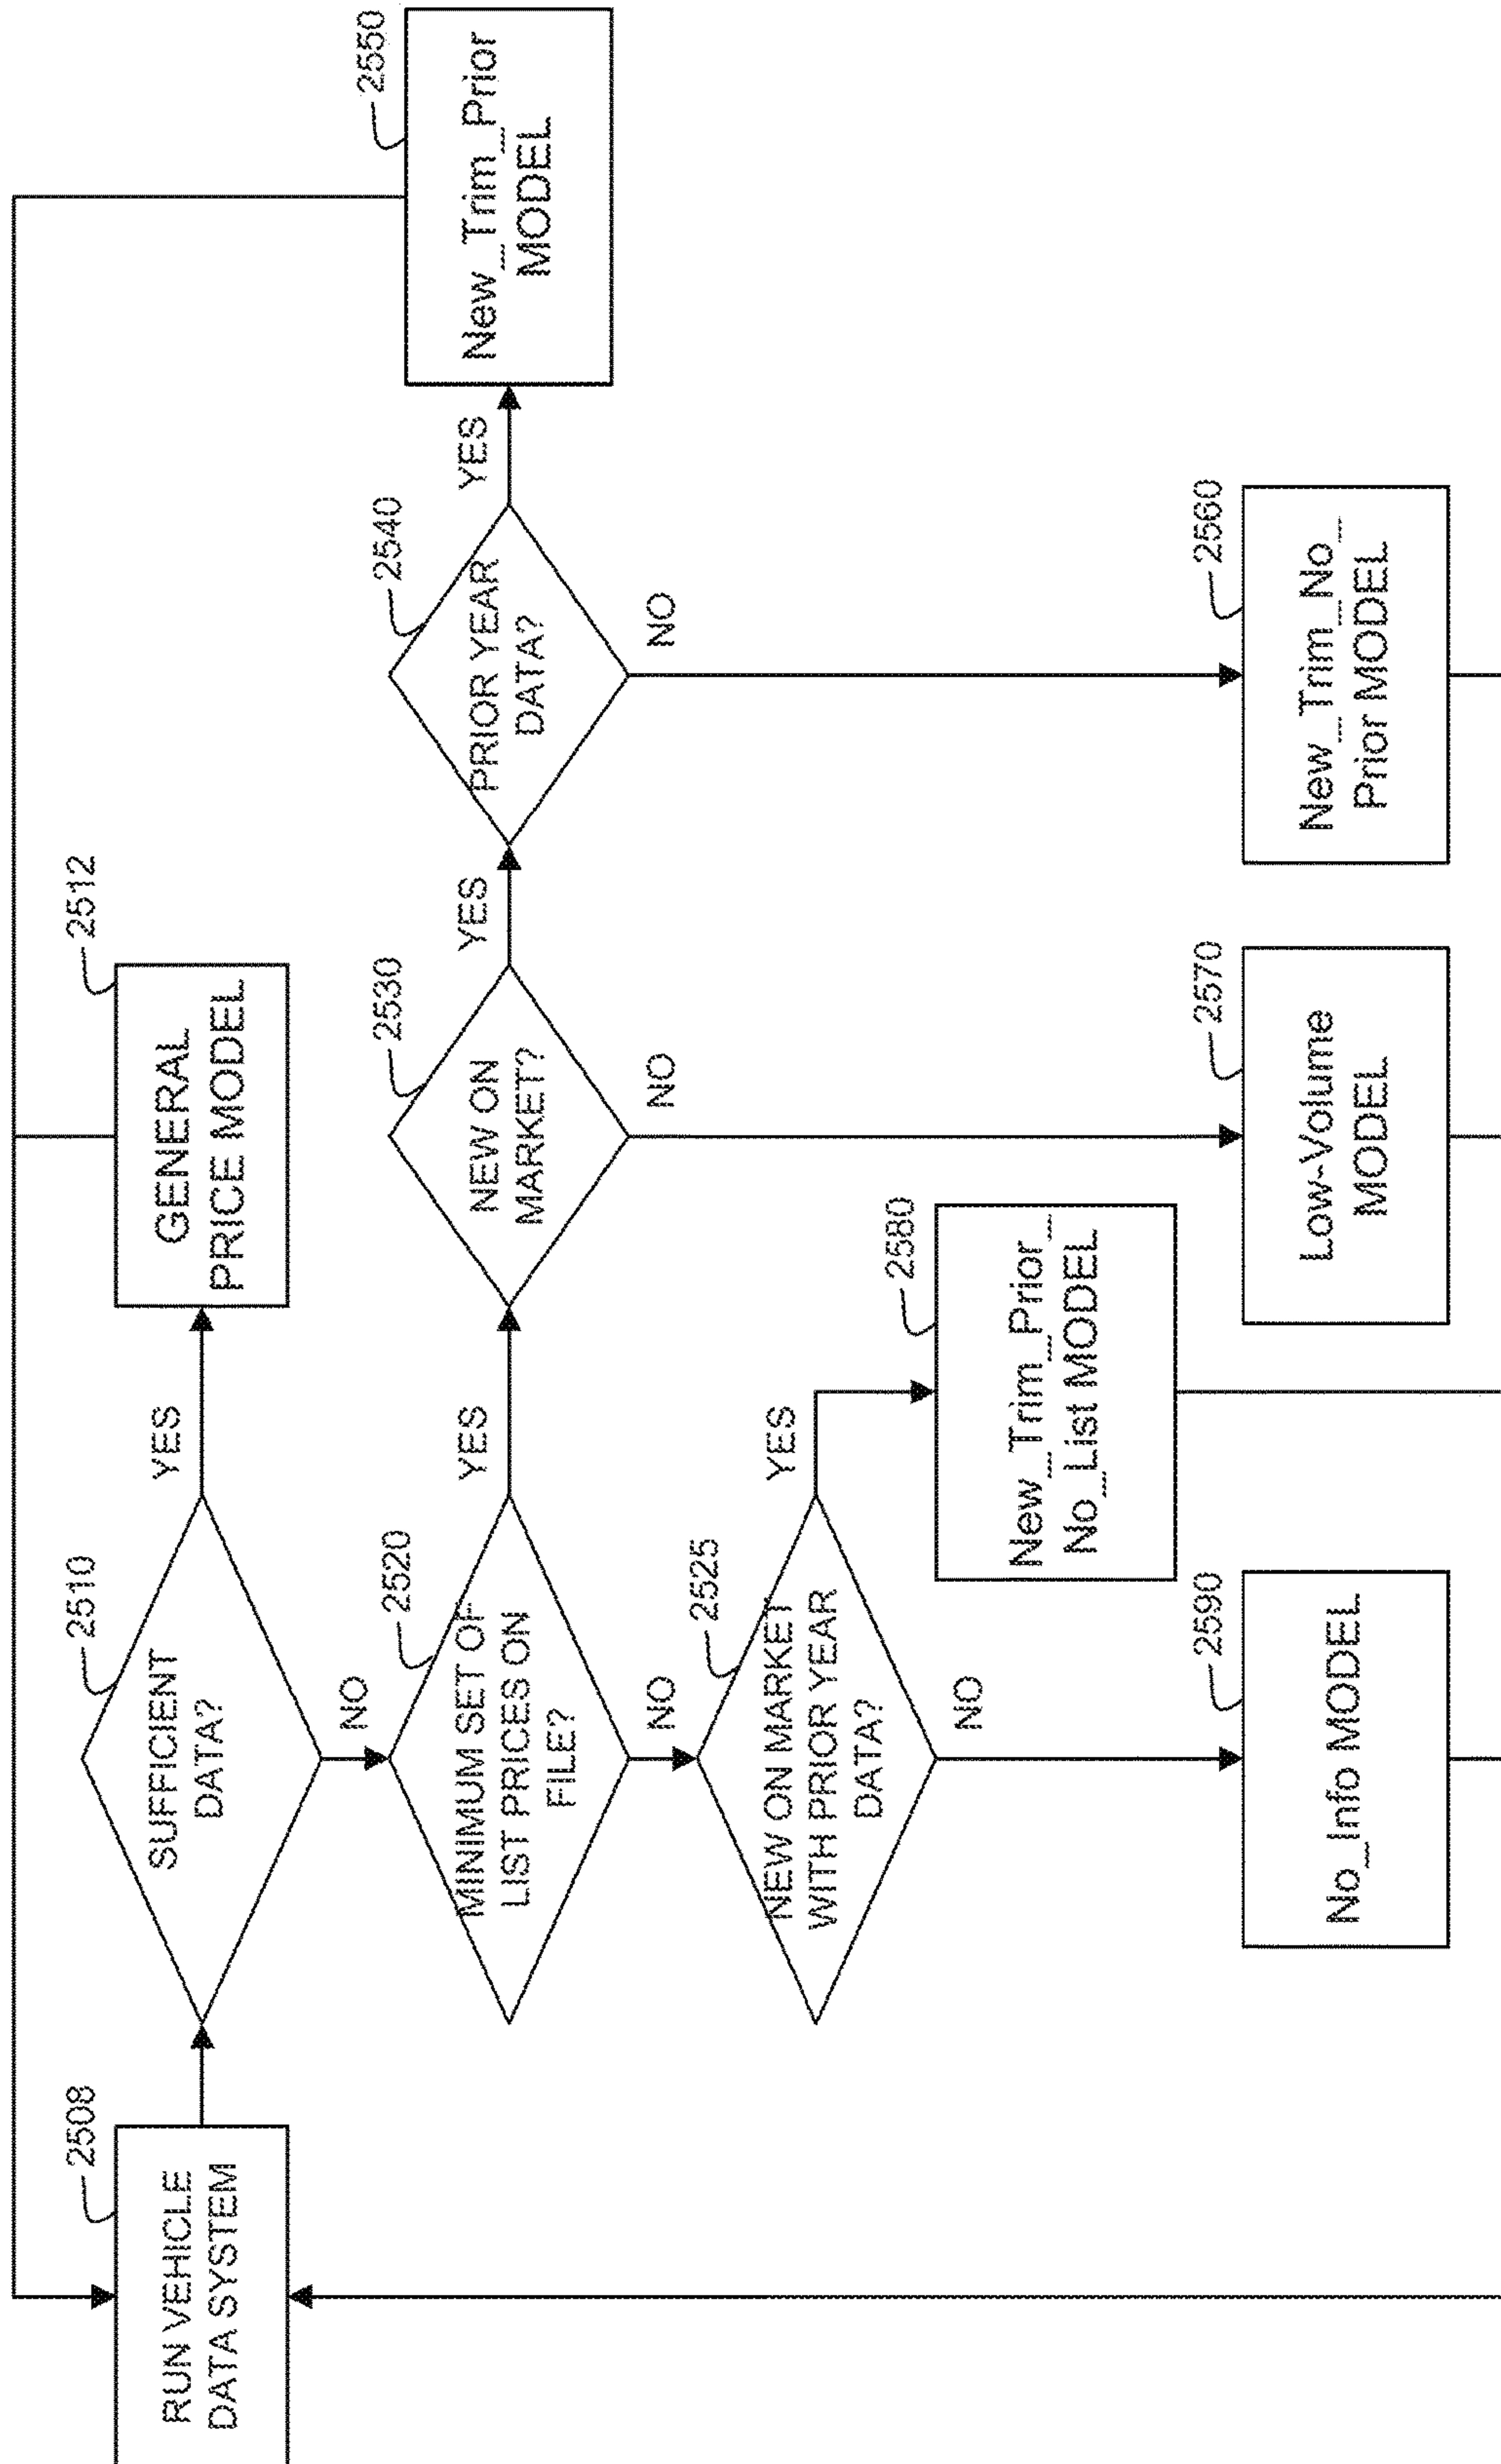 2508
RUN VEHICLE
DATA SYSTEM
2510
SUFFICIENT
DATA?
YES
NO
2512
GENERAL
PRICE MODEL
2520
MINIMUM SET OF
LIST PRICES ON
FILE?
YES
NO
2530
NEW ON
MARKET?
YES
NO
2540
PRIOR YEAR
DATA?
YES
NO
2550
New_Trim_Prior
MODEL
2525
NEW ON MARKET
WITH PRIOR YEAR
DATA?
YES
NO
2580
New_Trim_Prior_
No_List MODEL
2590
No_Info MODEL
2570
Low-Volume
MODEL
2560
New_Trim_No_
Prior MODEL